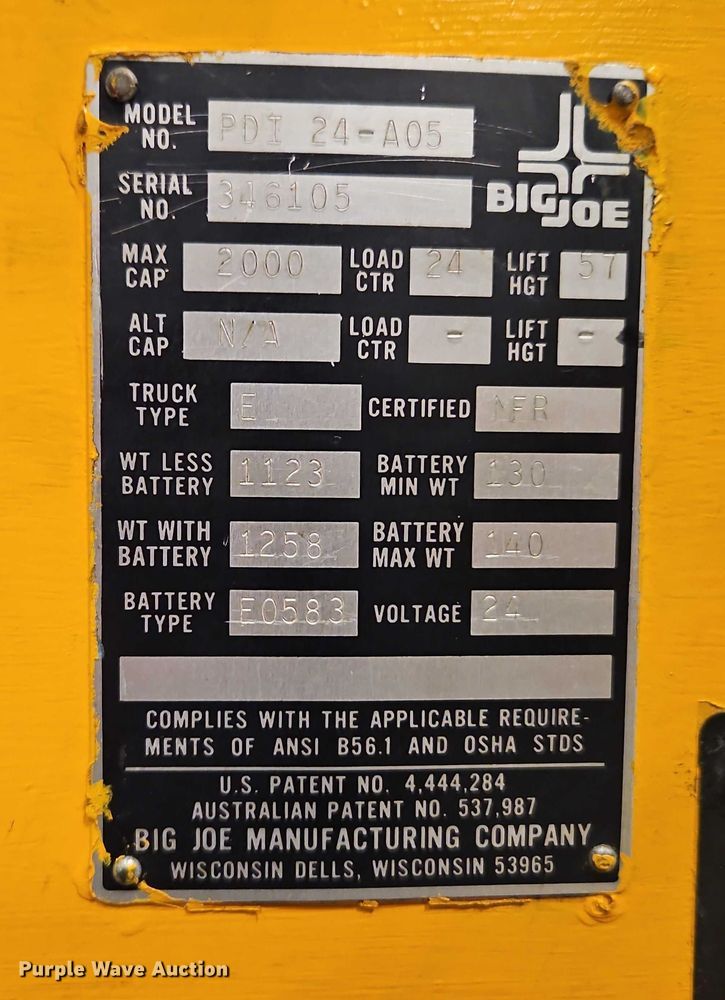 MODEL NO. PDI 24-A05
BIG JOE
SERIAL NO. 346105
MAX CAP 2000 LOAD CTR 24 LIFT HGT 57
ALT CAP N/A LOAD CTR - LIFT HGT -
TRUCK TYPE E CERTIFIED MFR
WT LESS BATTERY 1123 BATTERY MIN WT 130
WT WITH BATTERY 1258 BATTERY MAX WT 140
BATTERY TYPE E0583 VOLTAGE 24
COMPLIES WITH THE APPLICABLE REQUIRE-
MENTS OF ANSI B56.1 AND OSHA STDS
U.S. PATENT NO. 4,444,284
AUSTRALIAN PATENT NO. 537,987
BIG JOE MANUFACTURING COMPANY
WISCONSIN DELLS, WISCONSIN 53965
Purple Wave Auction